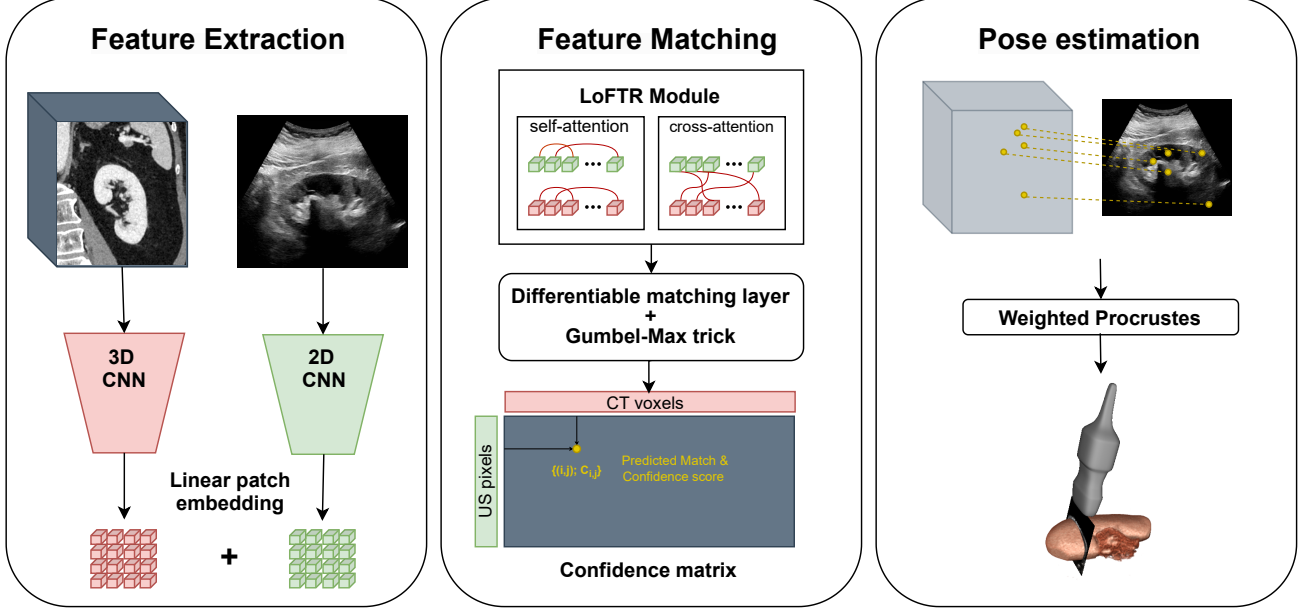 Feature Extraction
3D
CNN
2D
CNN
Linear patch
embedding
+
Feature Matching
LoFTR Module
self-attention
cross-attention
Differentiable matching layer
+
Gumbel-Max trick
CT voxels
US pixels
{(i,j); C_{i,j}}
Predicted Match &
Confidence score
Confidence matrix
Pose estimation
Weighted Procrustes